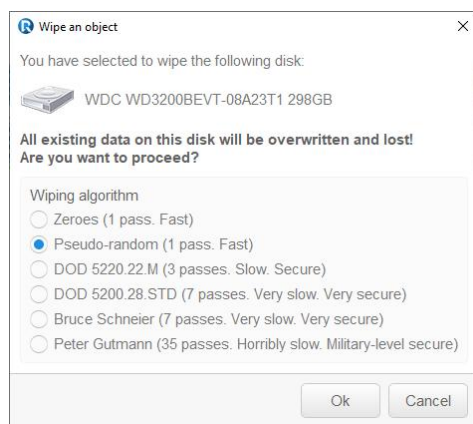 Wipe an object
You have selected to wipe the following disk:
WDC WD3200BEVT-08A23T1 298GB
All existing data on this disk will be overwritten and lost!
Are you want to proceed?
Wiping algorithm
Zeroes (1 pass. Fast)
Pseudo-random (1 pass. Fast)
DOD 5220.22.M (3 passes. Slow. Secure)
DOD 5200.28.STD (7 passes. Very slow. Very secure)
Bruce Schneier (7 passes. Very slow. Very secure)
Peter Gutmann (35 passes. Horribly slow. Military-level secure)
Ok
Cancel